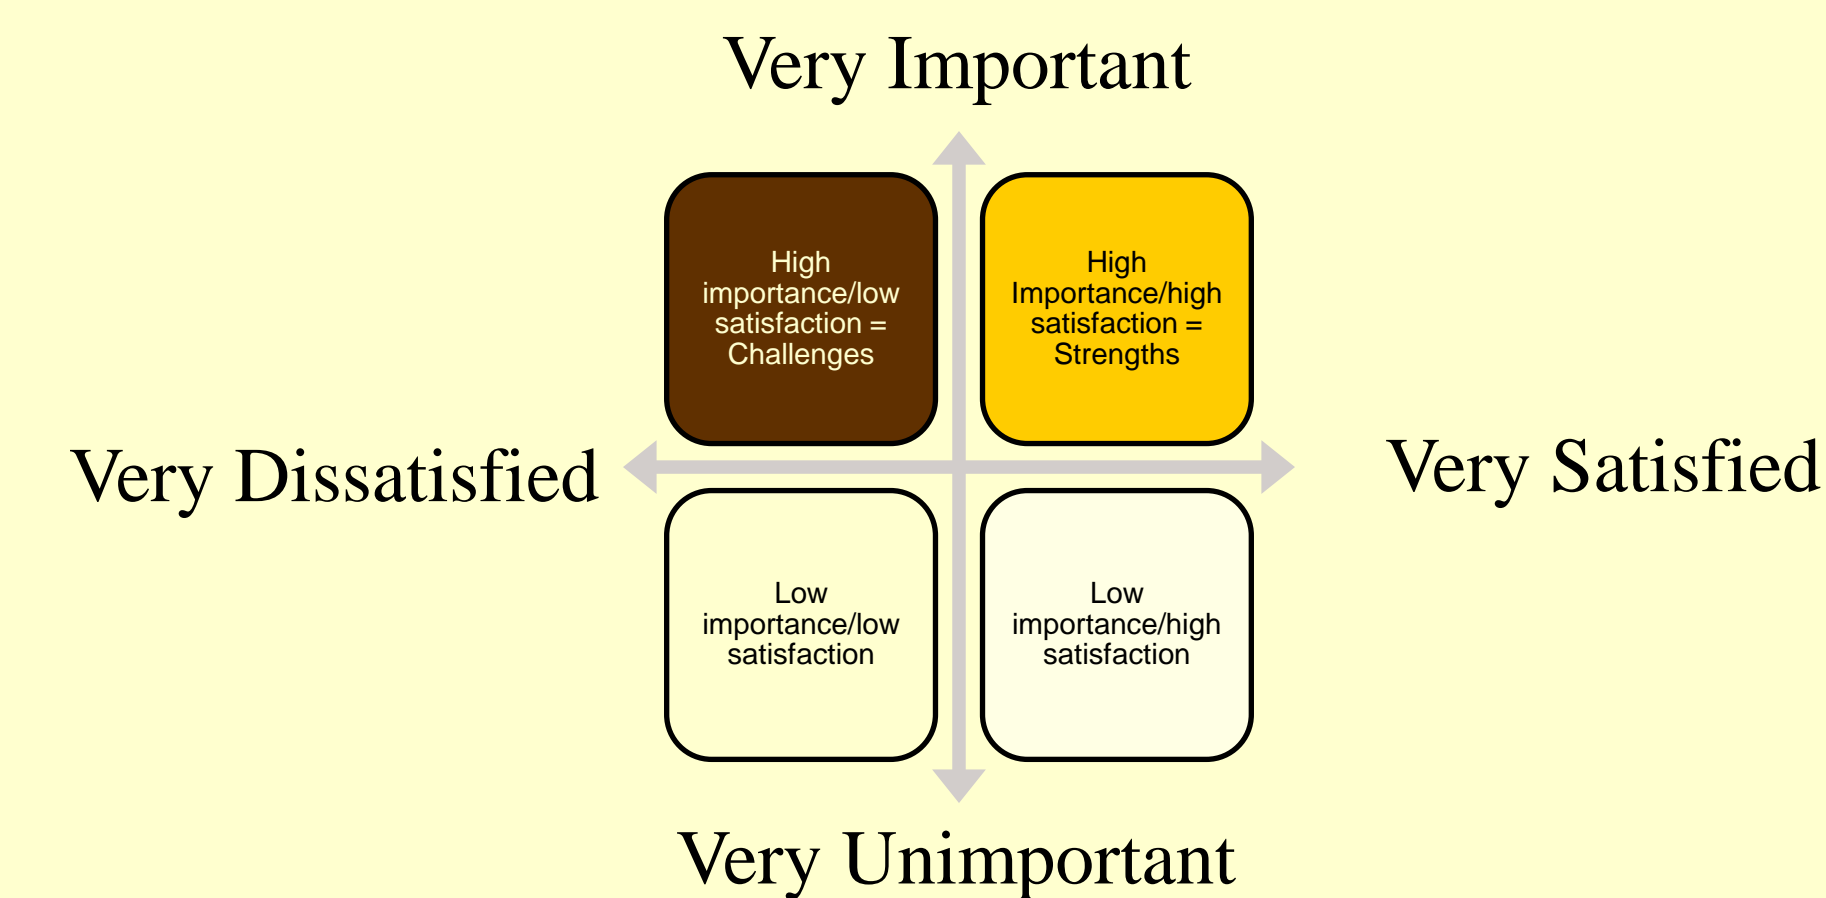 Very Important
High
importance/low
satisfaction =
Challenges
High
Importance/high
satisfaction =
Strengths
Very Dissatisfied
Very Satisfied
Low
importance/low
satisfaction
Low
importance/high
satisfaction
Very Unimportant